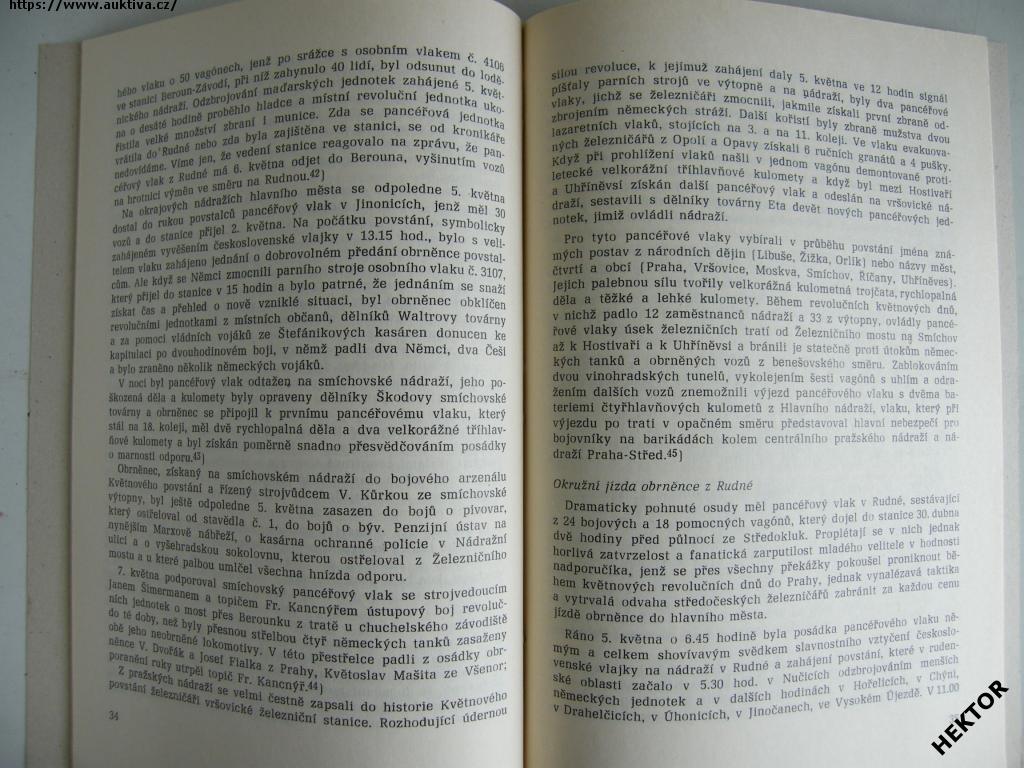 https://www.auktiva.cz/
hého vlaku o 50 vagónech, jenž po srážce s osobním vlakem č. 4106
ve stanici Beroun-Závodí, při níž zahynulo 40 lidí, byl odsunut do lodě-
nického nádraží. Odzbrojování maďarských jednotek zahájené 5. květ-
na o desáté hodině proběhlo hladce a místní revoluční jednotka uko-
řistila velké množství zbraní i munice. Zda se pancéřová jednotka
vrátila do Rudné nebo zda byla zajištěna ve stanici, se od kronikáře
nedovídáme. Víme jen, že vedení stanice reagovalo na zprávu, že pan-
céřový vlak z Rudné má 6. května odjet do Berouna, vyšinutím vozů
na hrotnici výměn ve směru na Rudnou.42)
Na okrajových nádražích hlavního města se odpoledne 5. května
dostal do rukou povstalců pancéřový vlak v Jinonicích, jenž měl 30
vozů a do stanice přijel 2. května. Na počátku povstání, symbolicky
zahájeném vyvěšením československé vlajky v 13.15 hod., bylo s veli-
telem vlaku zahájeno jednání o dobrovolném předání obrněnce povstal-
cům. Ale když se Němci zmocnili parního stroje osobního vlaku č. 3107,
který přijel do stanice v 15 hodin a bylo patrné, že jednáním se snaží
získat čas a přehled o nově vzniklé situaci, byl obrněnec obklíčen
revolučními jednotkami z místních občanů, dělníků Waltrovy továrny
a za pomoci vládních vojáků ze Štefánikových kasáren donucen ke
kapitulaci po dvouhodinovém boji, v němž padli dva Němci, dva Češi
a bylo zraněno několik německých vojáků.
V noci byl pancéřový vlak odtažen na smíchovské nádraží, jeho po-
škozená děla a kulomety byly opraveny dělníky Škodovy smíchovské
továrny a obrněnec se připojil k prvnímu pancéřovému vlaku, který
stál na 18. koleji, měl dvě rychlopalná děla a dva velkorážné tříhlav-
ňové kulomety a byl získán poměrně snadno přesvědčováním posádky
o marnosti odporu.43)
Obrněnec, získaný na smíchovském nádraží do bojového arzenálu
Květnového povstání a řízený strojvůdcem V. Kůrkou ze smíchovské
výtopny, byl ještě odpoledne 5. května zasazen do bojů o pivovar,
který ostřeloval od stavědla č. 1, do bojů o býv. Penzijní ústav na
nynějším Marxově nábřeží, o kasárna ochranné policie v Nádražní
ulici a o vyšehradskou sokolovnu, kterou ostřeloval z Železničního
mostu a u které palbou umlčel všechna hnízda odporu.
7. května podporoval smíchovský pancéřový vlak se strojvedoucím
Janem Šimermanem a topičem Fr. Kancnýřem ústupový boj revoluč-
ních jednotek o most přes Berounku z tratě u chuchelského závodiště
do té doby, než byly přesnou střelbou čtyř německých tanků zasaženy
obě jeho neobrněné lokomotivy. V této přestřelce padli z osádky obr-
něnce V. Dvořák a Josef Fialka z Prahy, Květoslav Mašita ze Všenor;
poranění ruky utrpěl topič Fr. Kancnýř.44)
Z pražských nádraží se velmi čestně zapsali do historie Květnového
povstání železničáři vršovické železniční stanice. Rozhodující údernou
34
silou revoluce, k jejímuž zahájení daly 5. května ve 12 hodin signál
píšťaly parních strojů ve výtopně a na nádraží, byly dva pancéřové
vlaky, jichž se železničáři zmocnili, jakmile získali první zbraně od-
zbrojením německých stráží. Další kořistí byly zbraně mužstva dvou
lazaretních vlaků, stojících na 3. a na 11. koleji. Ve vlaku evakuova-
ných železničářů z Opolí a Opavy získali 6 ručních granátů a 4 pušky.
Když při prohlížení vlaků našli v jednom vagónu demontované proti-
letecké velkorážní tříhlavňové kulomety a když byl mezi Hostivaří
a Uhříněvsí získán další pancéřový vlak a odeslán na vršovické ná-
draží, sestavili s dělníky továrny Eta devět nových pancéřových jed-
notek, jimiž ovládli nádraží.
Pro tyto pancéřové vlaky vybírali v průběhu povstání jména zná-
mých postav z národních dějin (Libuše, Žižka, Orlík) nebo názvy měst,
čtvrtí a obcí (Praha, Vršovice, Moskva, Smíchov, Říčany, Uhříněves).
Jejich palebnou sílu tvořily velkorážná kulometná trojčata, rychlopalná
děla a těžké a lehké kulomety. Během revolučních květnových dnů,
v nichž padlo 12 zaměstnanců nádraží a 33 z výtopny, ovládly pancé-
řové vlaky úsek železničních tratí od Železničního mostu na Smíchov
až k Hostivaři a k Uhříněvsi a bránili je statečně proti útokům němec-
kých tanků a obrněných vozů z benešovského směru. Zablokováním
dvou vinohradských tunelů, vykolejením šesti vagónů s uhlím a odra-
žením dalších vozů znemožnili výjezd pancéřového vlaku s dvěma ba-
teriemi čtyřhlavňových kulometů z Hlavního nádraží, vlaku, který při
výjezdu po trati v opačném směru představoval hlavní nebezpečí pro
bojovníky na barikádách kolem centrálního pražského nádraží a ná-
draží Praha-Střed.45)
Okružní jízda obrněnce z Rudné
Dramaticky pohnuté osudy měl pancéřový vlak v Rudné, sestávající
z 24 bojových a 18 pomocných vagónů, který dojel do stanice 30. dubna
dvě hodiny před půlnocí ze Středokluk. Proplétají se v nich jednak
horlivá zatvrzelost a fanatická zarputilost mladého velitele v hodnosti
nadporučíka, jenž se přes všechny překážky pokoušel proniknout bě-
hem květnových revolučních dnů do Prahy, jednak vynalézavá taktika
a vytrvalá odvaha středočeských železničářů zabránit za každou cenu
jízdě obrněnce do hlavního města.
Ráno 5. května o 6.45 hodině byla posádka pancéřového vlaku ně-
mým a celkem shovívavým svědkem slavnostního vztyčení českoslo-
venské vlajky na nádraží v Rudné a zahájení povstání, které v ruden-
ské oblasti začalo v 5.30 hod. v Nučicích odzbrojováním menších
německých jednotek a v dalších hodinách v Hořelicích, v Chýni,
v Drahelčicích, v Úhonicích, v Jinočanech, ve Vysokém Újezdě. V 11.00
HEKTOR